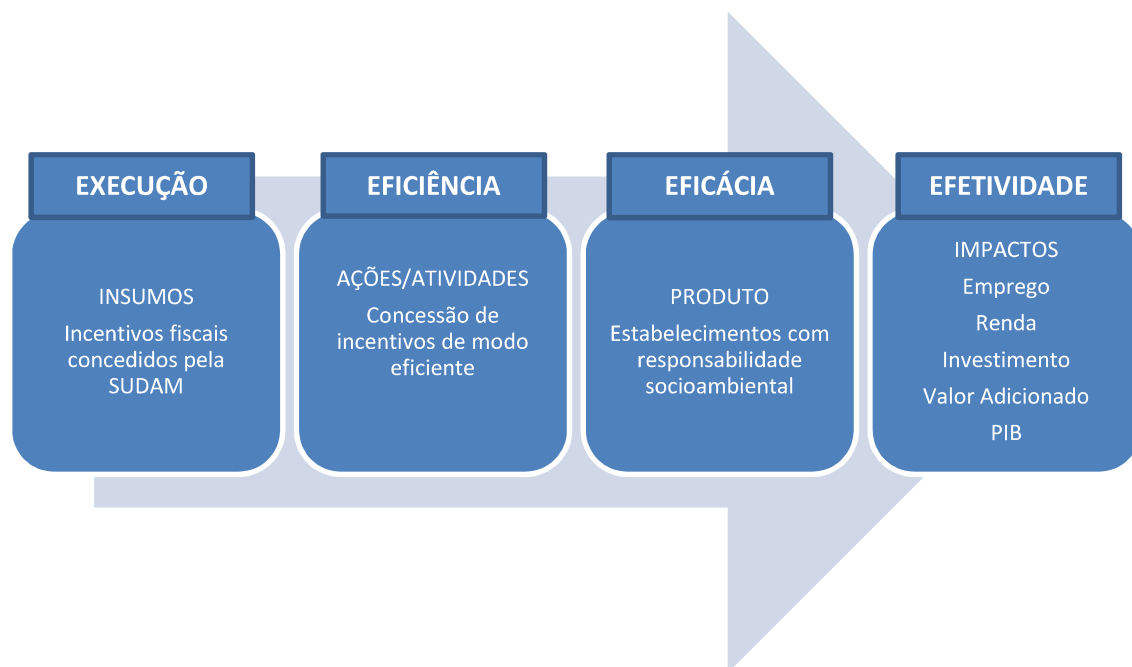 EXECUÇÃO
INSUMOS
Incentivos fiscais
concedidos pela
SUDAM
EFICIÊNCIA
AÇÕES/ATIVIDADES
Concessão de
incentivos de modo
eficiente
EFICÁCIA
PRODUTO
Estabelecimentos com
responsabilidade
socioambiental
EFETIVIDADE
IMPACTOS
Emprego
Renda
Investimento
Valor Adicionado
PIB